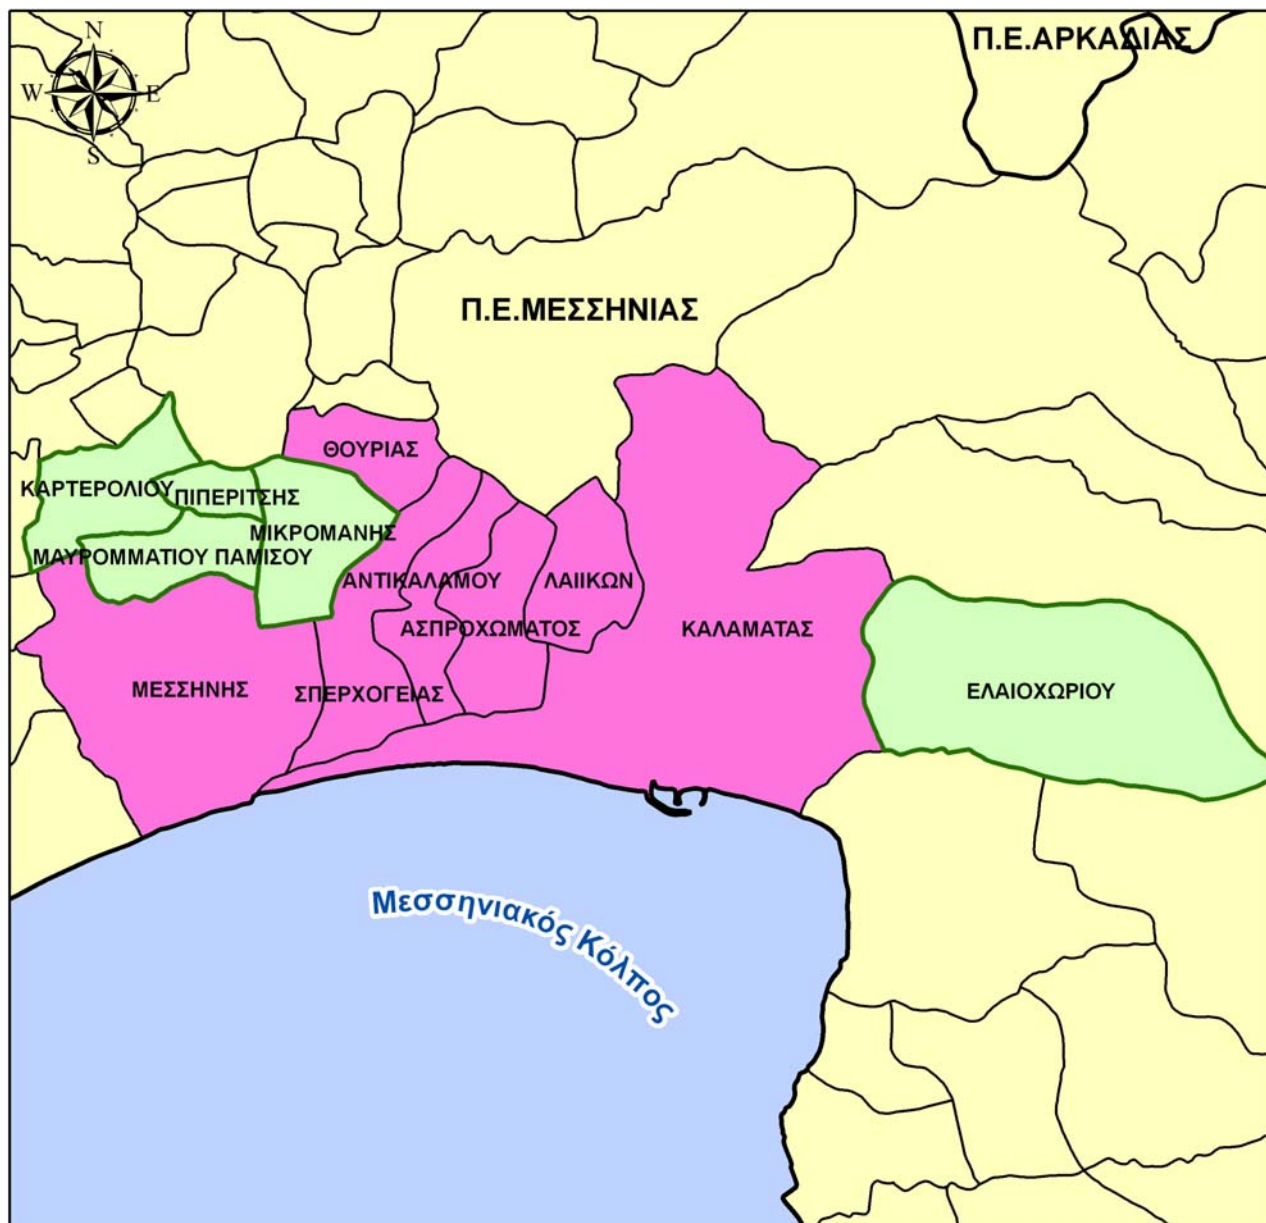 N
Π.Ε.ΑΡΚΑΔΙΑΣ
W
E
S
Π.Ε.ΜΕΣΣΗΝΙΑΣ
ΘΟΥΡΙΑΣ
ΚΑΡΤΕΡΟΛΙΟΥ
ΠΙΠΕΡΙΤΣΗΣ
ΜΙΚΡΟΜΑΝΗΣ
ΜΑΥΡΟΜΜΑΤΙΟΥ ΠΑΜΙΣΟΥ
ΑΝΤΙΚΑΛΑΜΟΥ
ΛΑΙΙΚΩΝ
ΑΣΠΡΟΧΩΜΑΤΟΣ
ΚΑΛΑΜΑΤΑΣ
ΜΕΣΣΗΝΗΣ
ΣΠΕΡΧΟΓΕΙΑΣ
ΕΛΑΙΟΧΩΡΙΟΥ
Μεσσηνιακός Κόλπος